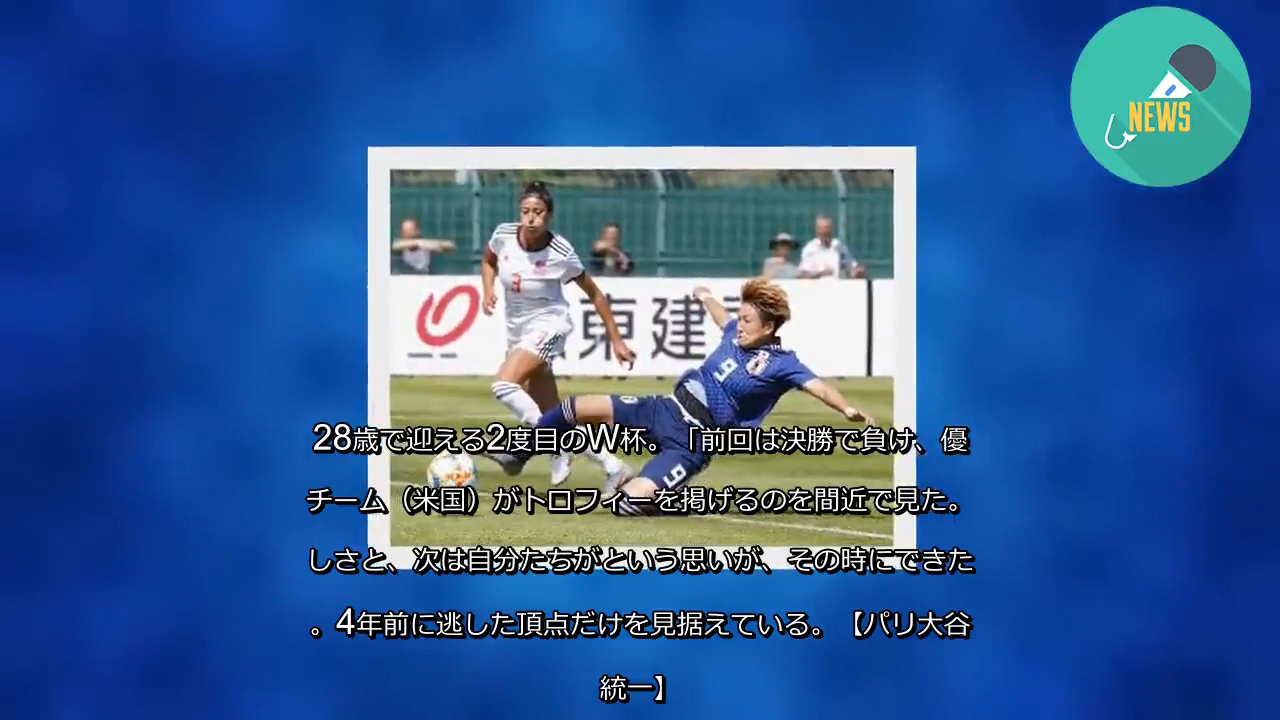 NEWS
3
東建
9
9
28歳で迎える2度目のW杯。「前回は決勝で負け、優
チーム（米国）がトロフィーを掲げるのを間近で見た。
しさと、次は自分たちがという思いが、その時にできた
。4年前に逃した頂点だけを見据えている。【パリ大谷
統一】